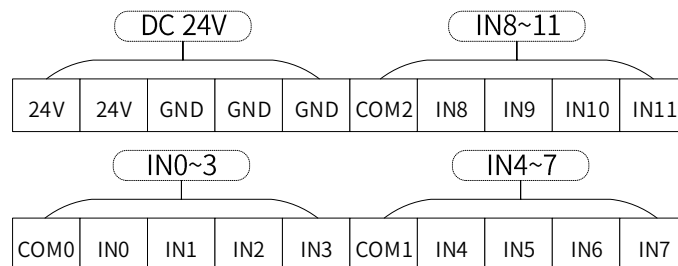 DC 24V IN8~11
24V 24V GND GND GND COM2 IN8 IN9 IN10 IN11
IN0~3 IN4~7
COM0 IN0 IN1 IN2 IN3 COM1 IN4 IN5 IN6 IN7